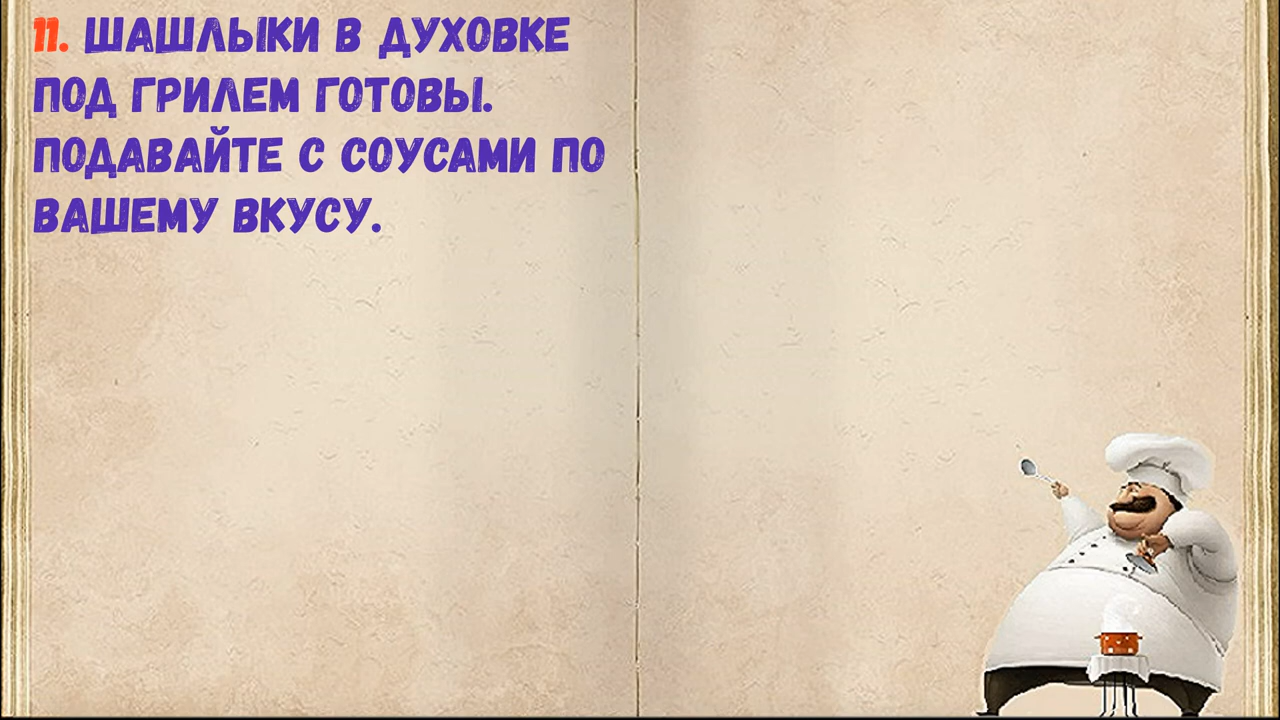 11. ШАШЛЫКИ В ДУХОВКЕ
ПОД ГРИЛЕМ ГОТОВЫ.
ПОДАВАЙТЕ С СОУСАМИ ПО
ВАШЕМУ ВКУСУ.